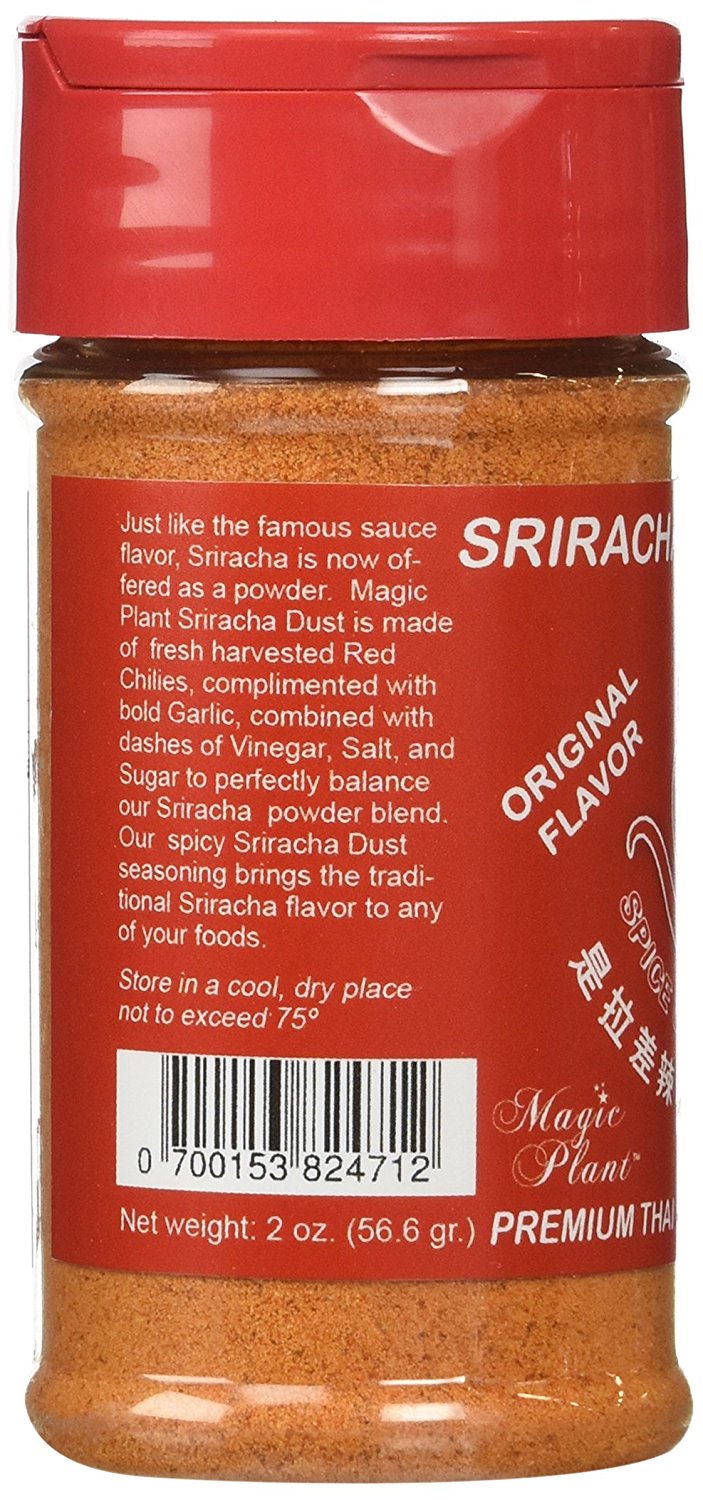 Just like the famous sauce
flavor, Sriracha is now of-
fered as a powder. Magic
Plant Sriracha Dust is made
of fresh harvested Red
Chilies, complimented with
bold Garlic, combined with
dashes of Vinegar, Salt, and
Sugar to perfectly balance
our Sriracha powder blend.
Our spicy Sriracha Dust
seasoning brings the tradi-
tional Sriracha flavor to any
of your foods.
Store in a cool, dry place
not to exceed 75°
0 700153 824712
Net weight: 2 oz. (56.6 gr.)
SRIRACHA
ORIGINAL
FLAVOR
SPICE
是拉差辣
Magic
Plant™
PREMIUM THAI